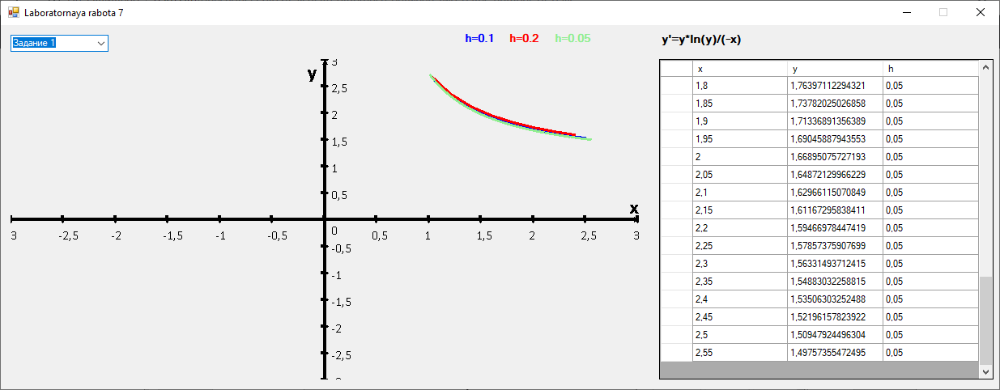 Laboratornaya rabota 7
Задание 1
h=0.1 h=0.2 h=0.05
y'=y*ln(y)/(-x)
y
3
2,5
2
1,5
1
0,5
x
3 -2,5 -2 -1,5 -1 -0,5 0 0,5 1 1,5 2 2,5 3
-0,5
-1
-1,5
-2
-2,5
x y h
1,8 1,76397112294321 0,05
1,85 1,73782025026858 0,05
1,9 1,71336891356389 0,05
1,95 1,69045887943553 0,05
2 1,66895075727193 0,05
2,05 1,64872129966229 0,05
2,1 1,62966115070849 0,05
2,15 1,61167295838411 0,05
2,2 1,59466978447419 0,05
2,25 1,57857375907699 0,05
2,3 1,56331493712415 0,05
2,35 1,54883032258815 0,05
2,4 1,53506303252488 0,05
2,45 1,52196157823922 0,05
2,5 1,50947924496304 0,05
2,55 1,49757355472495 0,05